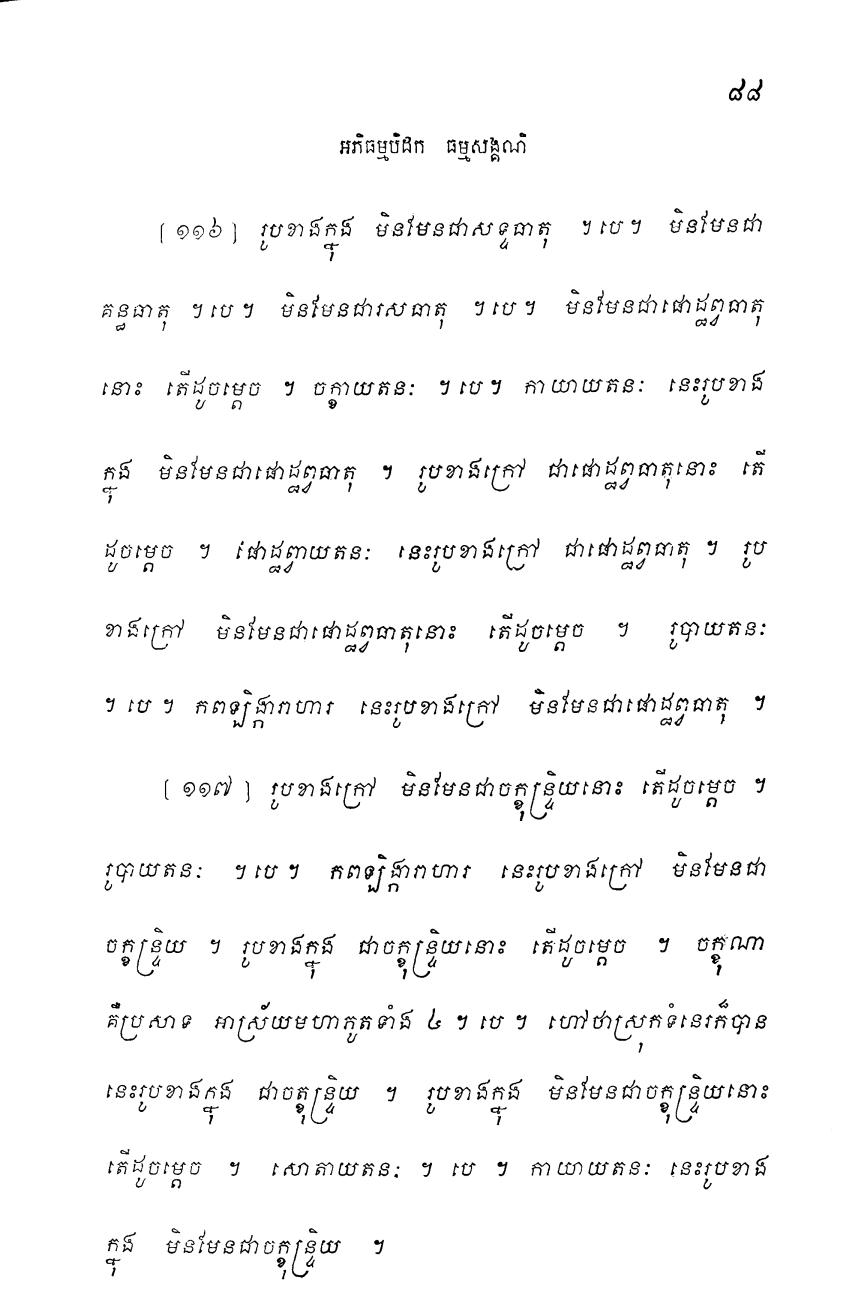 ៨៨
អភិធម្មបិដក ធម្មសង្គណិ
[ ១១៦ ] រូបខាងក្នុង មិនមែនជាសទ្ទធាតុ ។ បេ ។ មិនមែនជា
គន្ធធាតុ ។ បេ ។ មិនមែនជារសធាតុ ។ បេ ។ មិនមែនជាផោដ្ឋព្វធាតុ
នោះ តើដូចម្តេច ។ ចក្ខាយតនៈ ។ បេ ។ កាយាយតនៈ នេះរូបខាង
ក្នុង មិនមែនជាផោដ្ឋព្វធាតុ ។ រូបខាងក្រៅ ជាផោដ្ឋព្វធាតុនោះ តើ
ដូចម្តេច ។ ផោដ្ឋព្វាយតនៈ នេះរូបខាងក្រៅ ជាផោដ្ឋព្វធាតុ ។ រូប
ខាងក្រៅ មិនមែនជាផោដ្ឋព្វធាតុនោះ តើដូចម្តេច ។ រូបាយតនៈ
។ បេ ។ កពឡ្បិង្ការាហារ នេះរូបខាងក្រៅ មិនមែនជាផោដ្ឋព្វធាតុ ។
[ ១១៧ ] រូបខាងក្រៅ មិនមែនជាចក្ខុន្ទ្រិយនោះ តើដូចម្តេច ។
រូបាយតនៈ ។ បេ ។ កពឡ្បិង្ការាហារ នេះរូបខាងក្រៅ មិនមែនជា
ចក្ខុន្ទ្រិយ ។ រូបខាងក្នុង ជាចក្ខុន្ទ្រិយនោះ តើដូចម្តេច ។ ចក្ខុណា
គឺប្រសាទ អាស្រ័យមហាភូតទាំង ៤ ។ បេ ។ ហៅថាស្រុកទំនេរក៏បាន
នេះរូបខាងក្នុង ជាចក្ខុន្ទ្រិយ ។ រូបខាងក្នុង មិនមែនជាចក្ខុន្ទ្រិយនោះ
តើដូចម្តេច ។ សោតាយតនៈ ។ បេ ។ កាយាយតនៈ នេះរូបខាង
ក្នុង មិនមែនជាចក្ខុន្ទ្រិយ ។